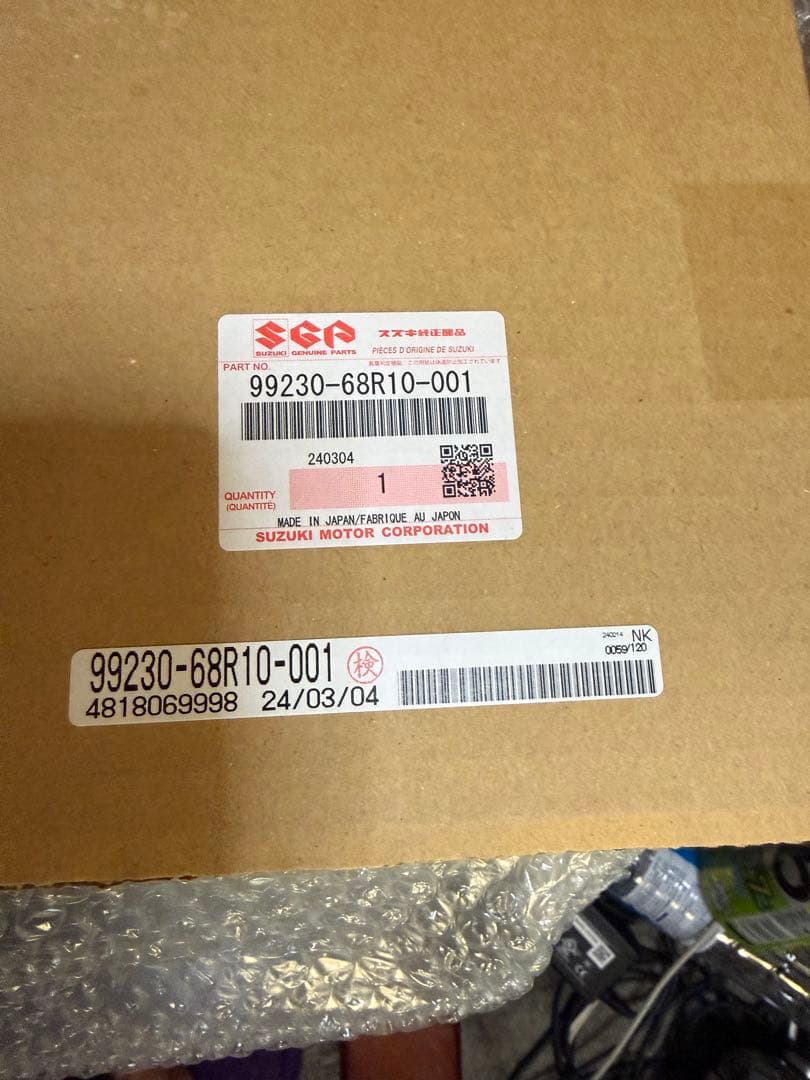 SGP
スズキ純正部品
SUZUKI GENUINE PARTS
PIÈCES D'ORIGINE DE SUZUKI
PART NO.
99230-68R10-001
240304
1
QUANTITY
(QUANTITÉ)
MADE IN JAPAN/FABRIQUE AU JAPON
SUZUKI MOTOR CORPORATION
99230-68R10-001 検
NK
0059/120
4818069998 24/03/04